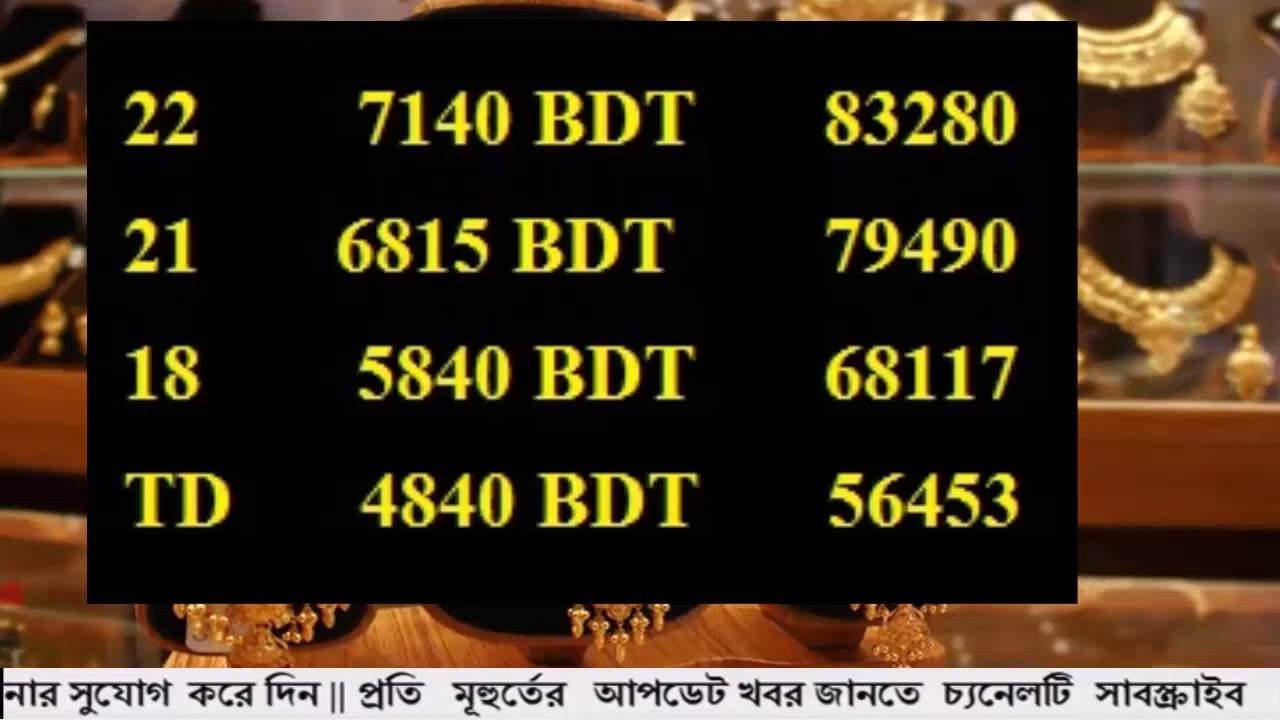 22 7140 BDT 83280
21 6815 BDT 79490
18 5840 BDT 68117
TD 4840 BDT 56453
নার সুযোগ করে দিন || প্রতি মূহুর্তের আপডেট খবর জানতে চ্যনেলটি সাবস্ক্রাইব